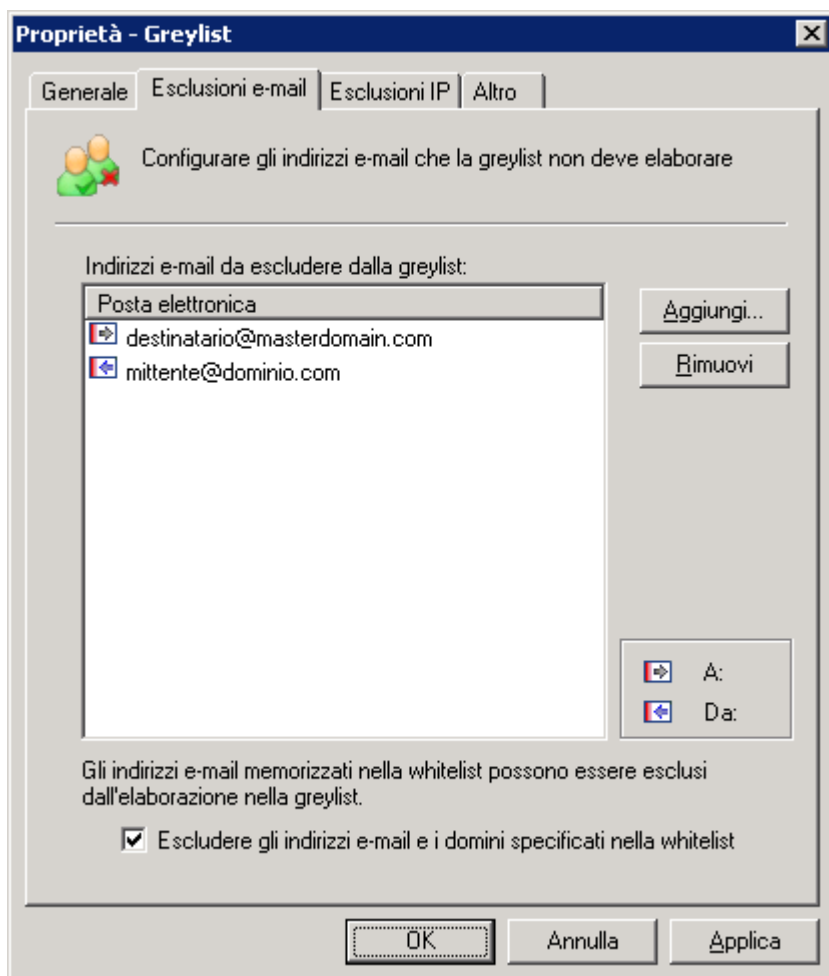 Proprietà - Greylist
Generale
Esclusioni e-mail
Esclusioni IP
Altro
Configurare gli indirizzi e-mail che la greylist non deve elaborare
Indirizzi e-mail da escludere dalla greylist:
Posta elettronica
destinatario@masterdomain.com
mittente@dominio.com
Aggiungi...
Rimuovi
A:
Da:
Gli indirizzi e-mail memorizzati nella whitelist possono essere esclusi
dall'elaborazione nella greylist.
Escludere gli indirizzi e-mail e i domini specificati nella whitelist
OK
Annulla
Applica